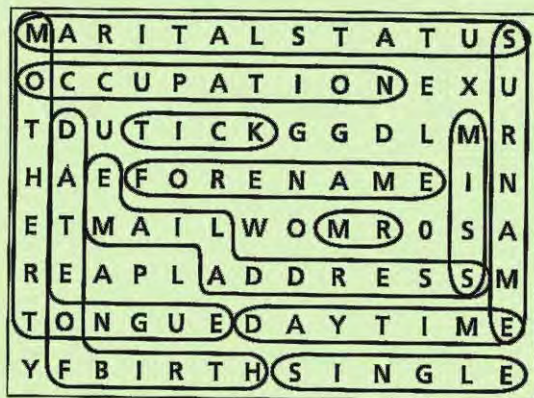 M A R I T A L S T A T U S
O C C U P A T I O N E X U
T D U T I C K G G D L M R
H A E F O R E N A M E I N
E T M A I L W O M R 0 S A
R E A P L A D D R E S S M
T O N G U E D A Y T I M E
Y F B I R T H S I N G L E